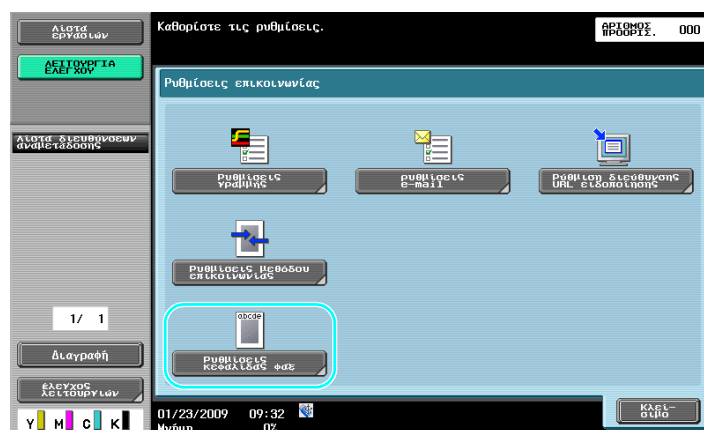 Λίστα
εργασιών
Καθορίστε τις ρυθμίσεις.
ΑΡΙΘΜΟΣ
ΠΡΟΟΡΙΣ.
000
ΛΕΙΤΟΥΡΓΙΑ
ΕΛΕΓΧΟΥ
Ρυθμίσεις επικοινωνίας
Λίστα διευθύνσεων
αναμετάδοσης
Ρυθμίσεις
γραμμής
ρυθμίσεις
e-mail
Ρύθμιση διεύθυνσης
URL ειδοποίησης
Ρυθμίσεις μεθόδου
επικοινωνίας
abcde
Ρυθμίσεις
κεφαλίδας φαξ
1/ 1
Διαγραφή
έλεγχος
λειτουργιών
Κλεί-
σιμο
01/23/2009 09:32
Μνήμη 0%
Y M C K